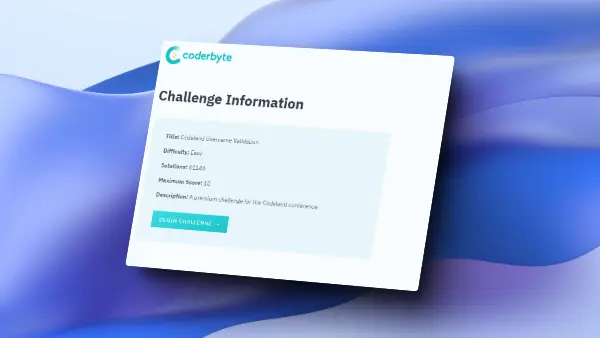 coderbyte
Challenge Information
Title: Codeland Username Validation
Difficulty: Easy
Solutions: 61146
Maximum Score: 10
Description: A premium challenge for the Codeland conference.
BEGIN CHALLENGE →